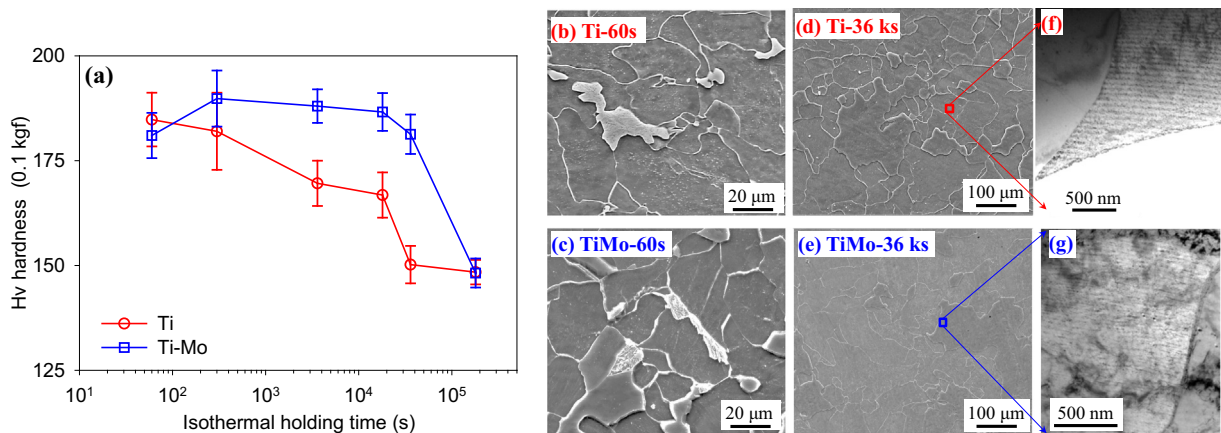 (a)
200
175
150
125
Hv hardness (0.1 kgf)
Ti
Ti-Mo
10¹ 10² 10³ 10⁴ 10⁵
Isothermal holding time (s)
(b) Ti-60s
20 μm
(d) Ti-36 ks
100 μm
(f)
500 nm
(c) TiMo-60s
20 μm
(e) TiMo-36 ks
100 μm
(g)
500 nm